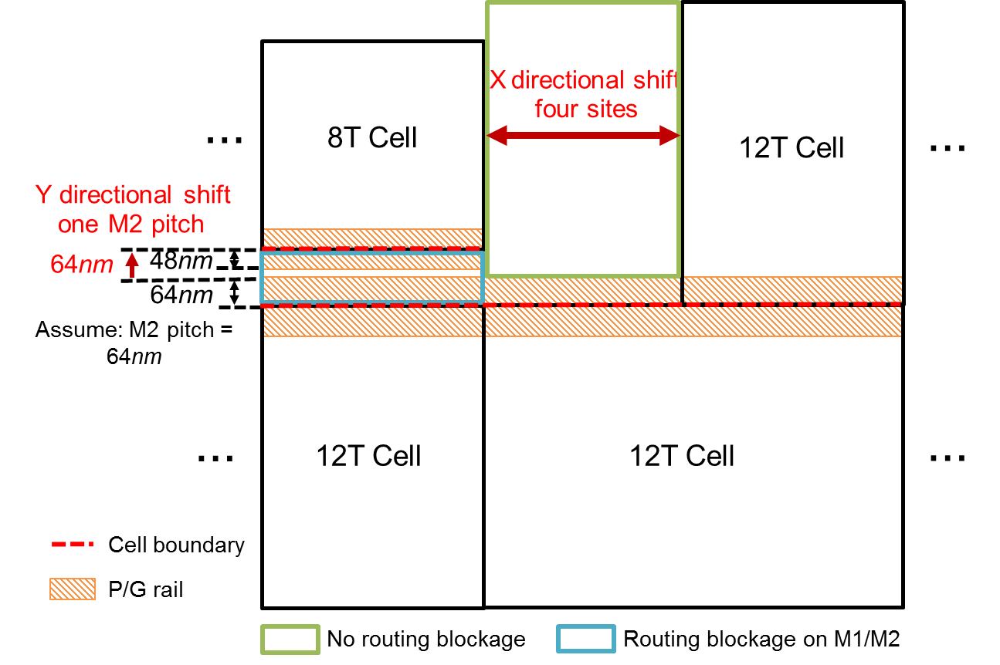 X directional shift
four sites
8T Cell
...
12T Cell
...
Y directional shift
one M2 pitch
48nm
64nm
64nm
Assume: M2 pitch =
64nm
...
12T Cell
12T Cell
...
Cell boundary
P/G rail
No routing blockage
Routing blockage on M1/M2